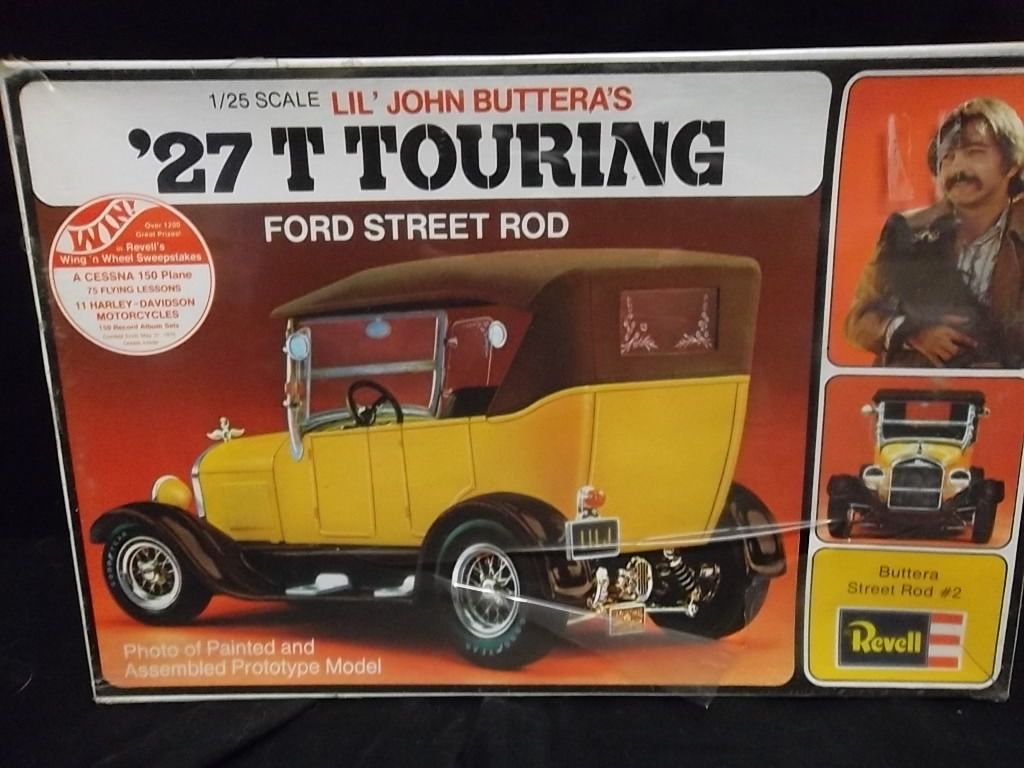 1/25 SCALE LIL' JOHN BUTTERA'S
'27 T TOURING
FORD STREET ROD
WIN!
Over 1200
Great Prizes!
in Revell's
Wing 'n Wheel Sweepstakes
A CESSNA 150 Plane
75 FLYING LESSONS
11 HARLEY-DAVIDSON
MOTORCYCLES
150 Record Album Sets
Photo of Painted and
Assembled Prototype Model
Buttera
Street Rod #2
Revell